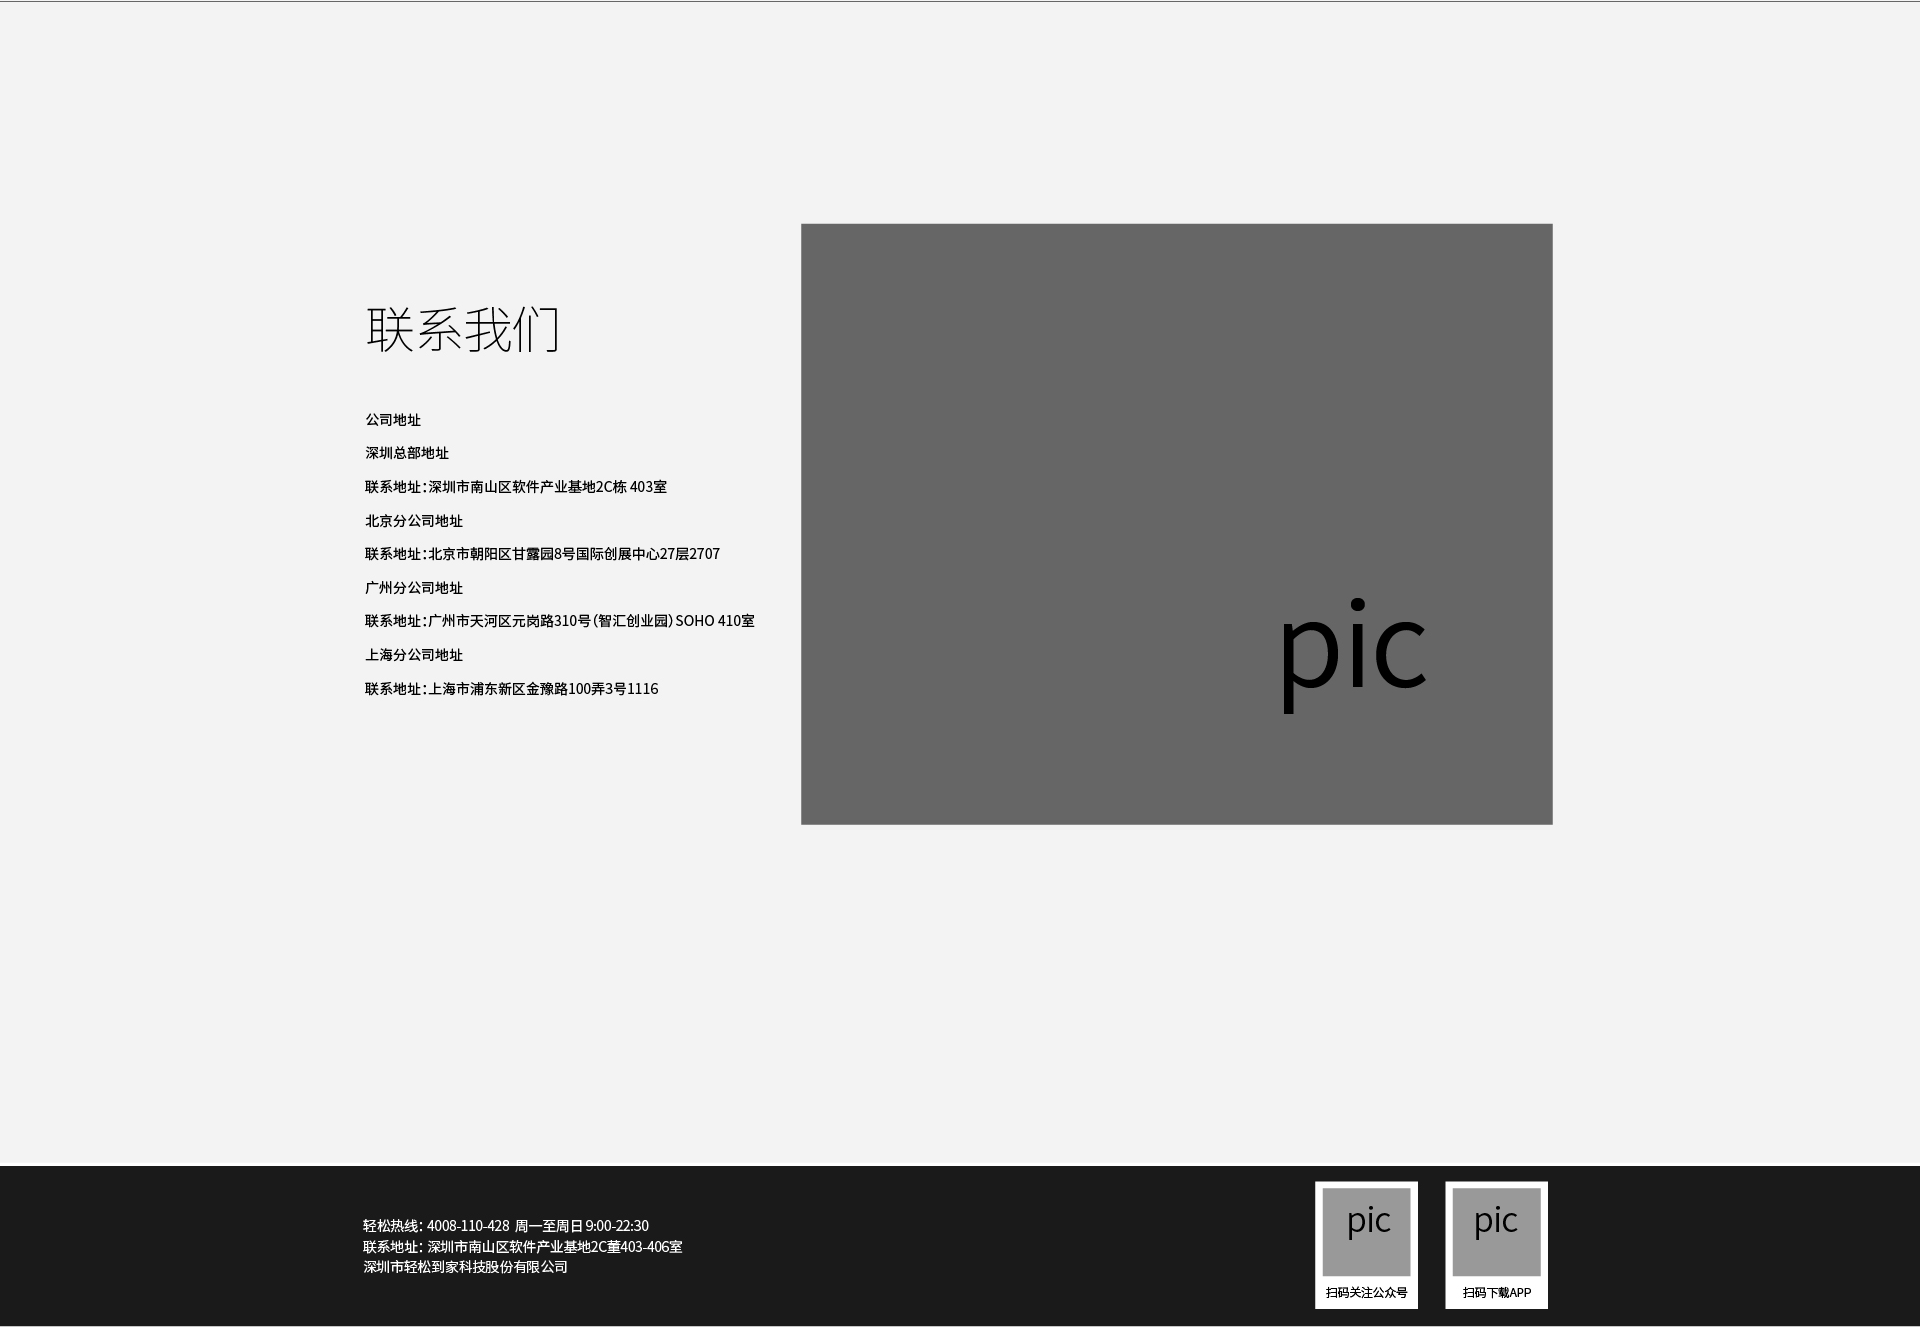 联系我们
公司地址
深圳总部地址
联系地址：深圳市南山区软件产业基地2C栋 403室
北京分公司地址
联系地址：北京市朝阳区甘露园8号国际创展中心27层2707
广州分公司地址
联系地址：广州市天河区元岗路310号（智汇创业园）SOHO 410室
上海分公司地址
联系地址：上海市浦东新区金豫路100弄3号1116
pic
轻松热线：4008-110-428 周一至周日9:00-22:30
联系地址：深圳市南山区软件产业基地2C董403-406室
深圳市轻松到家科技股份有限公司
pic
扫码关注公众号
pic
扫码下载APP